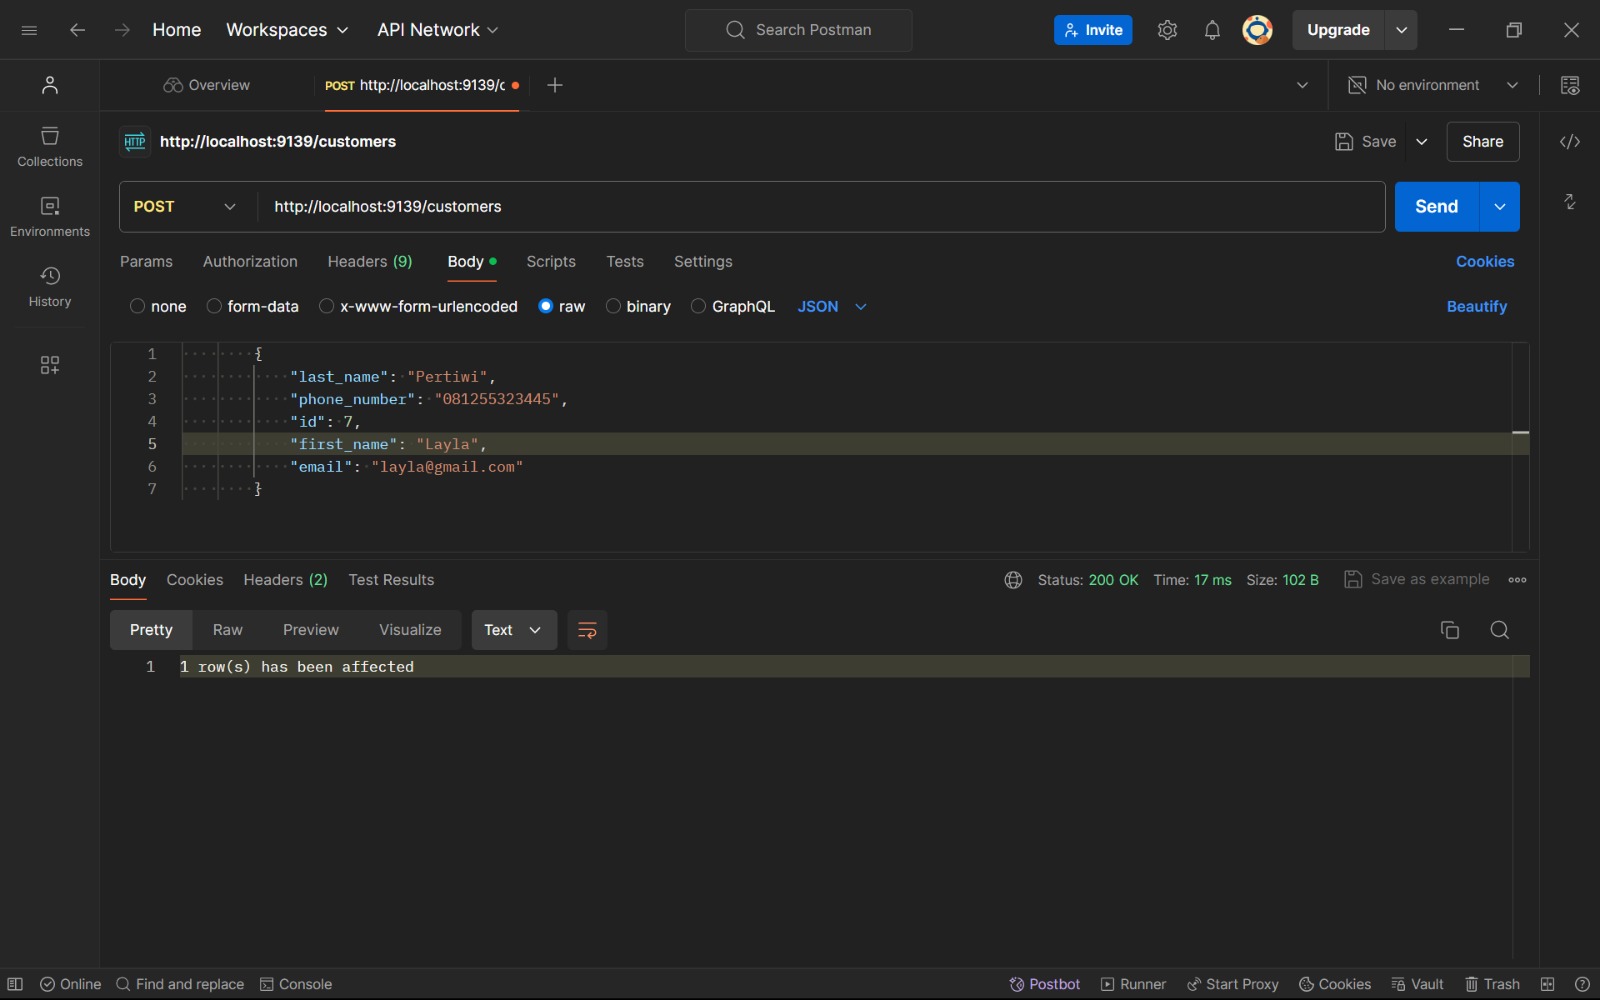 Home Workspaces API Network Search Postman Invite Upgrade
Overview POST http://localhost:9139/c No environment
HTTP http://localhost:9139/customers Save Share
POST http://localhost:9139/customers Send
Params Authorization Headers (9) Body Scripts Tests Settings Cookies
none form-data x-www-form-urlencoded raw binary GraphQL JSON Beautify
Collections
Environments
History
1 {
2 "last_name": "Pertiwi",
3 "phone_number": "081255323445",
4 "id": 7,
5 "first_name": "Layla",
6 "email": "layla@gmail.com"
7 }
Body Cookies Headers (2) Test Results Status: 200 OK Time: 17 ms Size: 102 B Save as example
Pretty Raw Preview Visualize Text
1 1 row(s) has been affected
Online Find and replace Console Postbot Runner Start Proxy Cookies Vault Trash